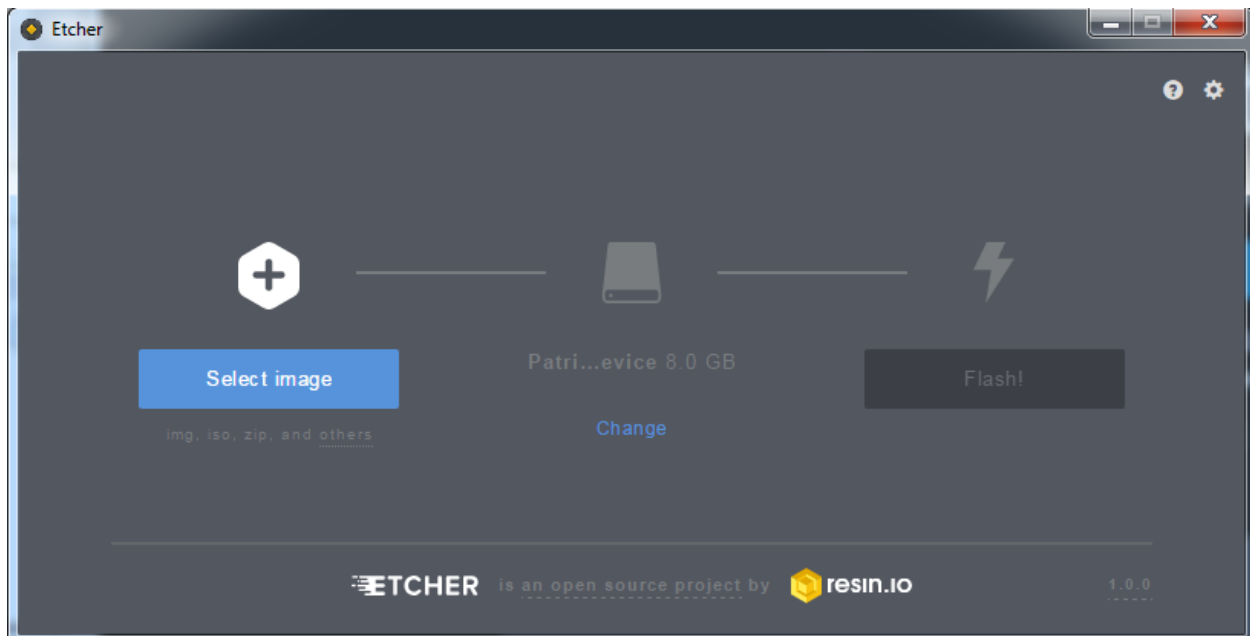 Etcher
Select image
Patri...evice 8.0 GB
Flash!
img, iso, zip, and others
Change
ETCHER is an open source project by resin.io 1.0.0